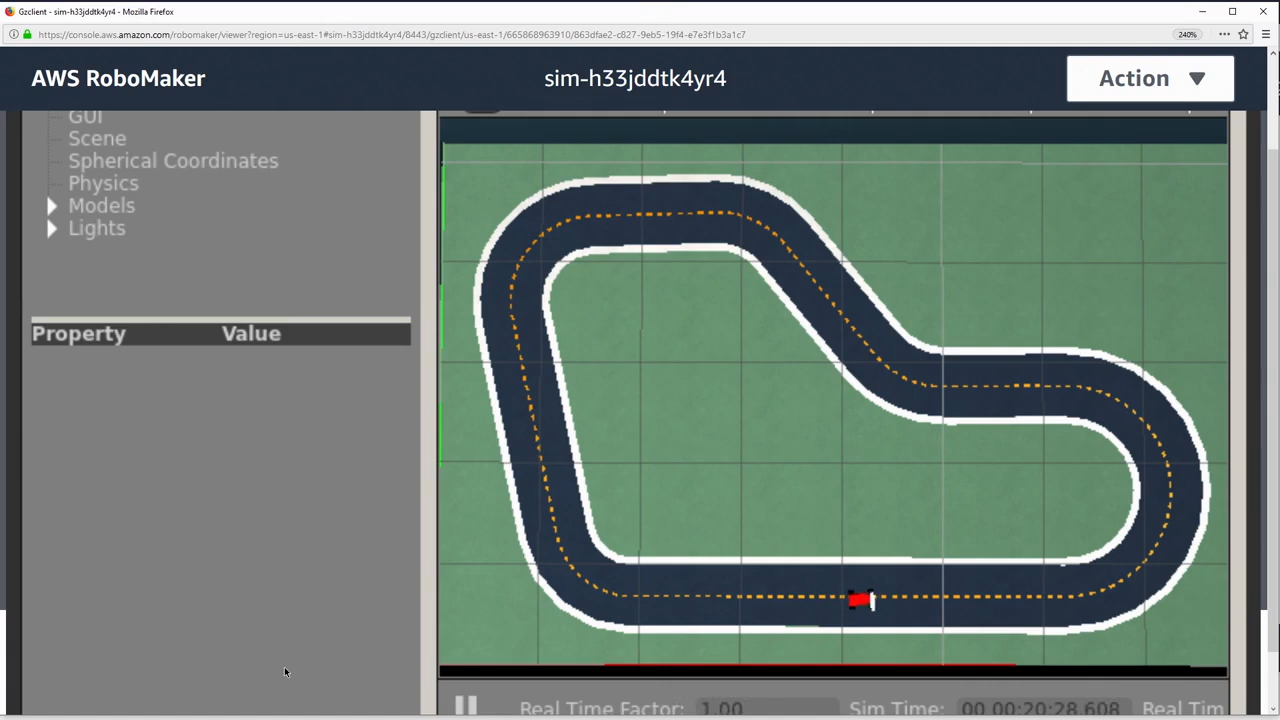 Gzclient - sim-h33jddtk4yr4 - Mozilla Firefox
https://console.aws.amazon.com/robomaker/viewer?region=us-east-1#sim-h33jddtk4yr4/8443/gzclient/us-east-1/665868963910/863dfae2-c827-9eb5-19f4-e7e3f1b3a1c7
240%
AWS RoboMaker
sim-h33jddtk4yr4
Action
GUI
Scene
Spherical Coordinates
Physics
Models
Lights
Property Value
Real Time Factor: 1.00 Sim Time: 00 00:20:28.608 Real Tim